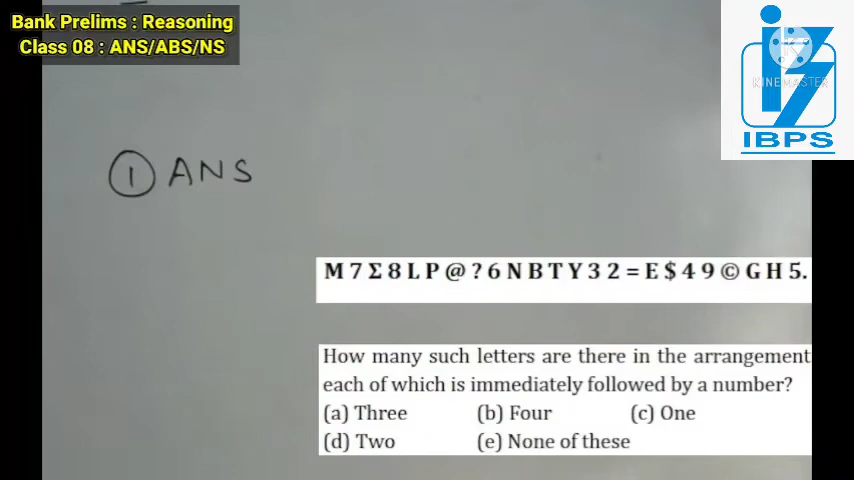 Bank Prelims : Reasoning
Class 08 : ANS/ABS/NS
KINEMASTER
IBPS
1 ANS
M 7 Σ 8 L P @ ? 6 N B T Y 3 2 = E $ 4 9 © G H 5.
How many such letters are there in the arrangement
each of which is immediately followed by a number?
(a) Three (b) Four (c) One
(d) Two (e) None of these